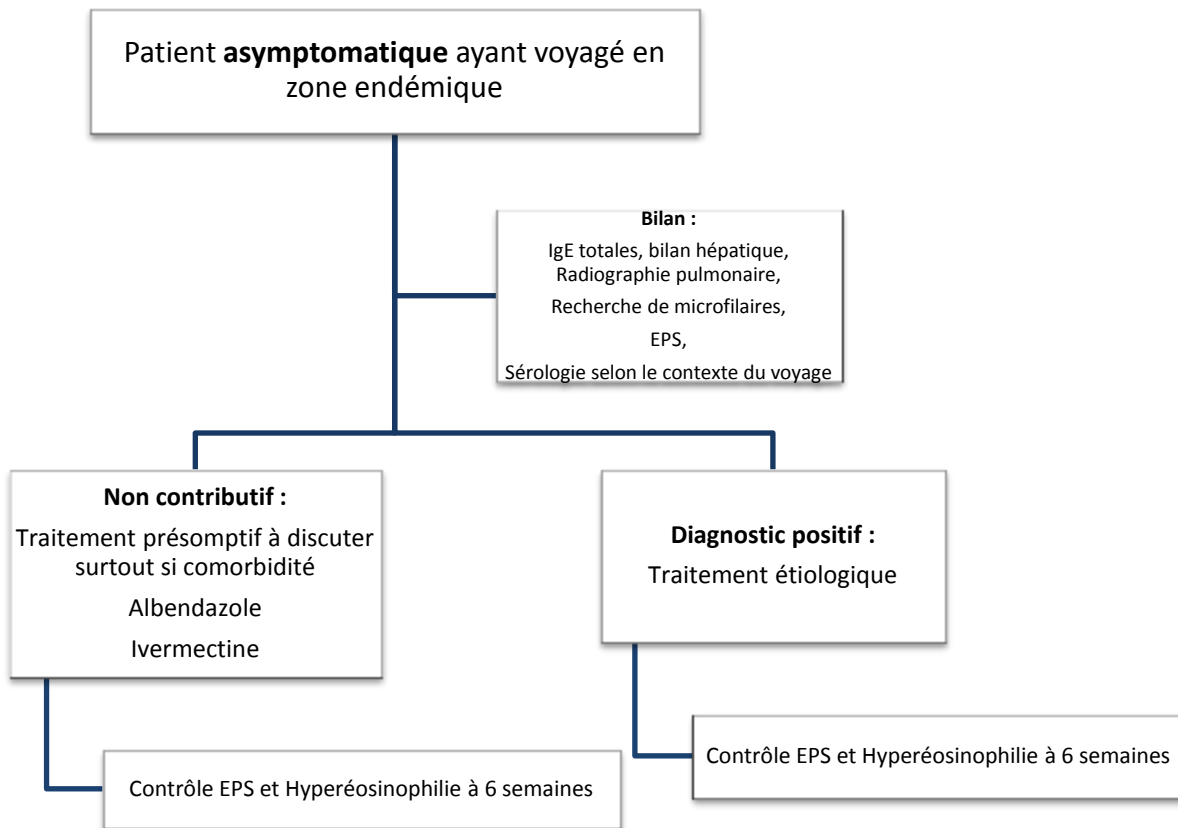 Patient asymptomatique ayant voyagé en
zone endémique
Bilan :
IgE totales, bilan hépatique,
Radiographie pulmonaire,
Recherche de microfilaires,
EPS,
Sérologie selon le contexte du voyage
Non contributif :
Traitement présomptif à discuter
surtout si comorbidité
Albendazole
Ivermectine
Diagnostic positif :
Traitement étiologique
Contrôle EPS et Hyperéosinophilie à 6 semaines
Contrôle EPS et Hyperéosinophilie à 6 semaines